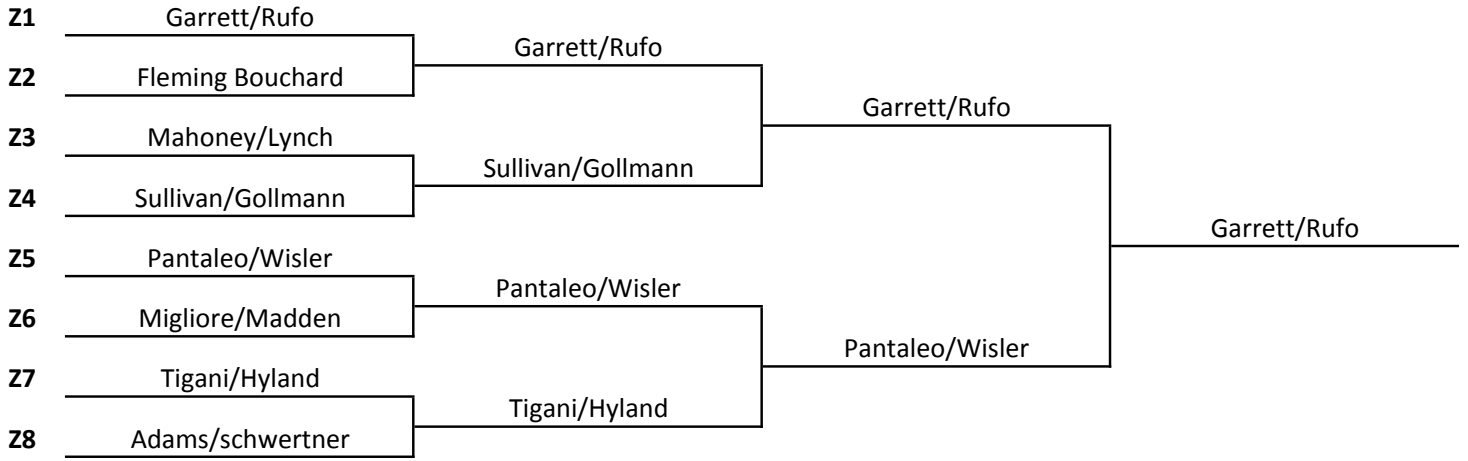 Z1 Garrett/Rufo
Garrett/Rufo
Z2 Fleming Bouchard
Garrett/Rufo
Z3 Mahoney/Lynch
Sullivan/Gollmann
Z4 Sullivan/Gollmann
Garrett/Rufo
Z5 Pantaleo/Wisler
Pantaleo/Wisler
Z6 Migliore/Madden
Pantaleo/Wisler
Z7 Tigani/Hyland
Tigani/Hyland
Z8 Adams/schwertner